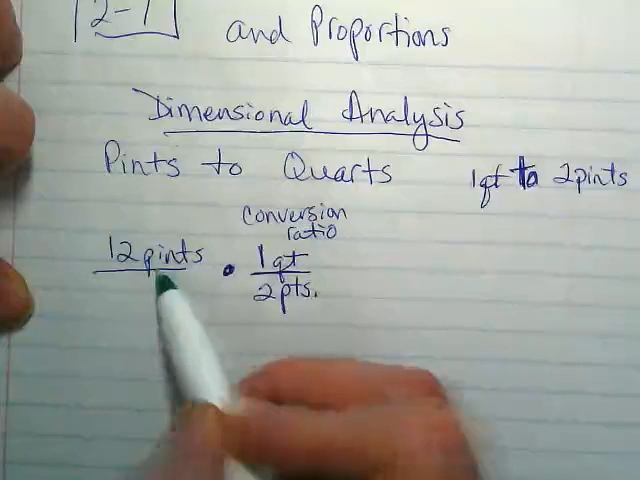 2-1 and Proportions
Dimensional Analysis
Pints to Quarts 1qt to 2pints
conversion
ratio
12pints • 1qt
2pts.